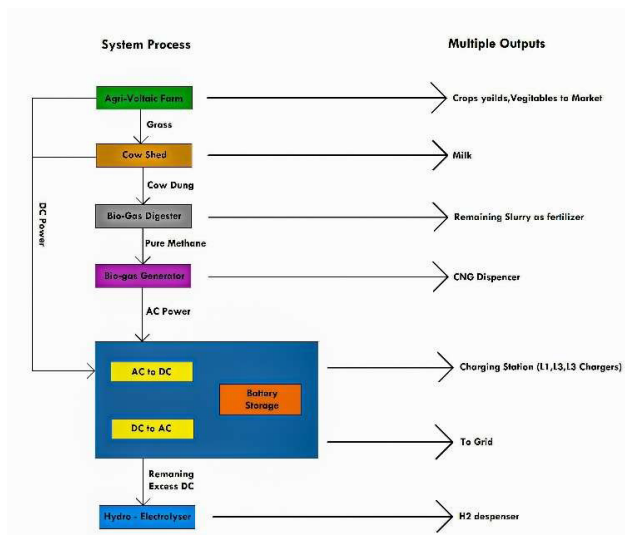 System Process
Multiple Outputs
Agri-Voltaic Farm
Crops yeilds,Vegitables to Market
Grass
Cow Shed
Milk
Cow Dung
DC Power
Bio-Gas Digester
Remaining Slurry as fertilizer
Pure Methane
Bio-gas Generator
CNG Dispencer
AC Power
AC to DC
Charging Station (L1,L3,L3 Chargers)
Battery
Storage
DC to AC
To Grid
Remaning
Excess DC
Hydro - Electrolyser
H2 despenser